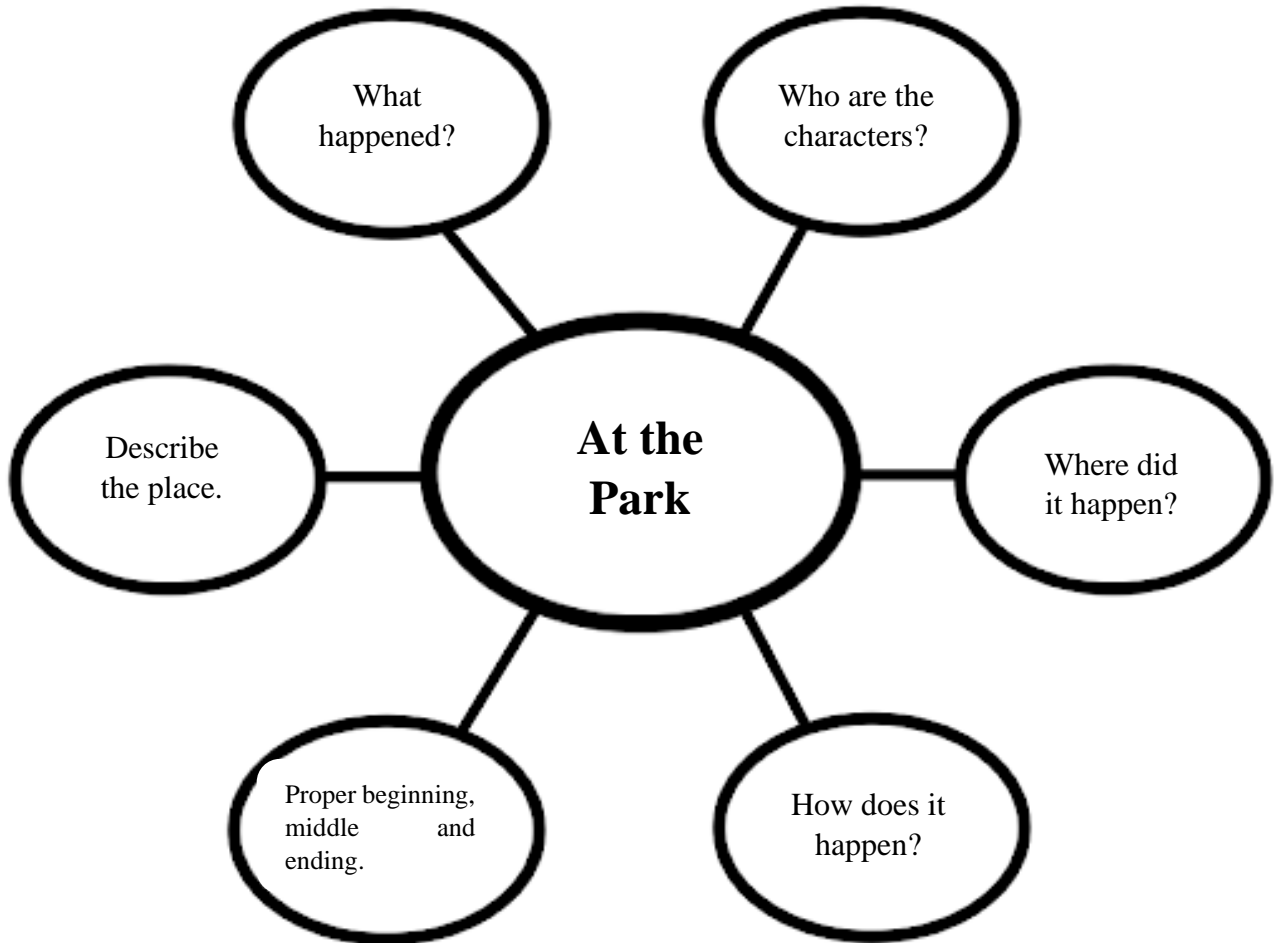 What
happened?
Who are the
characters?
Describe
the place.
At the
Park
Where did
it happen?
Proper beginning,
middle and
ending.
How does it
happen?